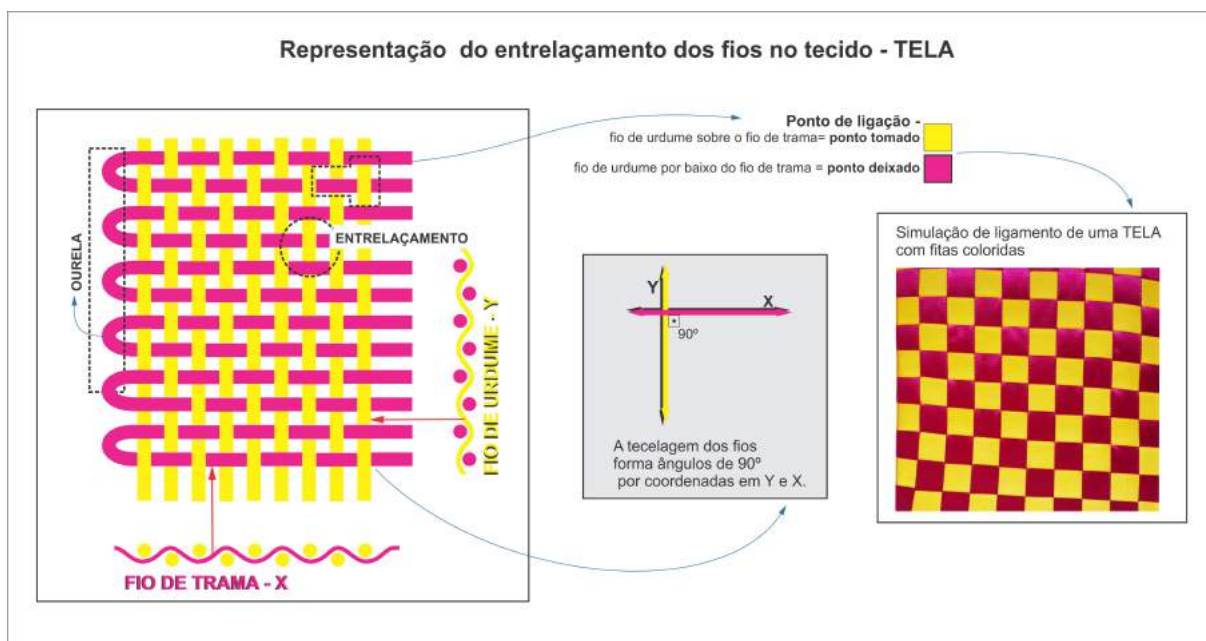 Representação do entrelaçamento dos fios no tecido - TELA
Ponto de ligação -
fio de urdume sobre o fio de trama= ponto tomado
fio de urdume por baixo do fio de trama = ponto deixado
OURELA
ENTRELAÇAMENTO
FIO DE URDUME - Y
FIO DE TRAMA - X
Y
X
90º
A tecelagem dos fios
forma ângulos de 90º
por coordenadas em Y e X.
Simulação de ligamento de uma TELA
com fitas coloridas